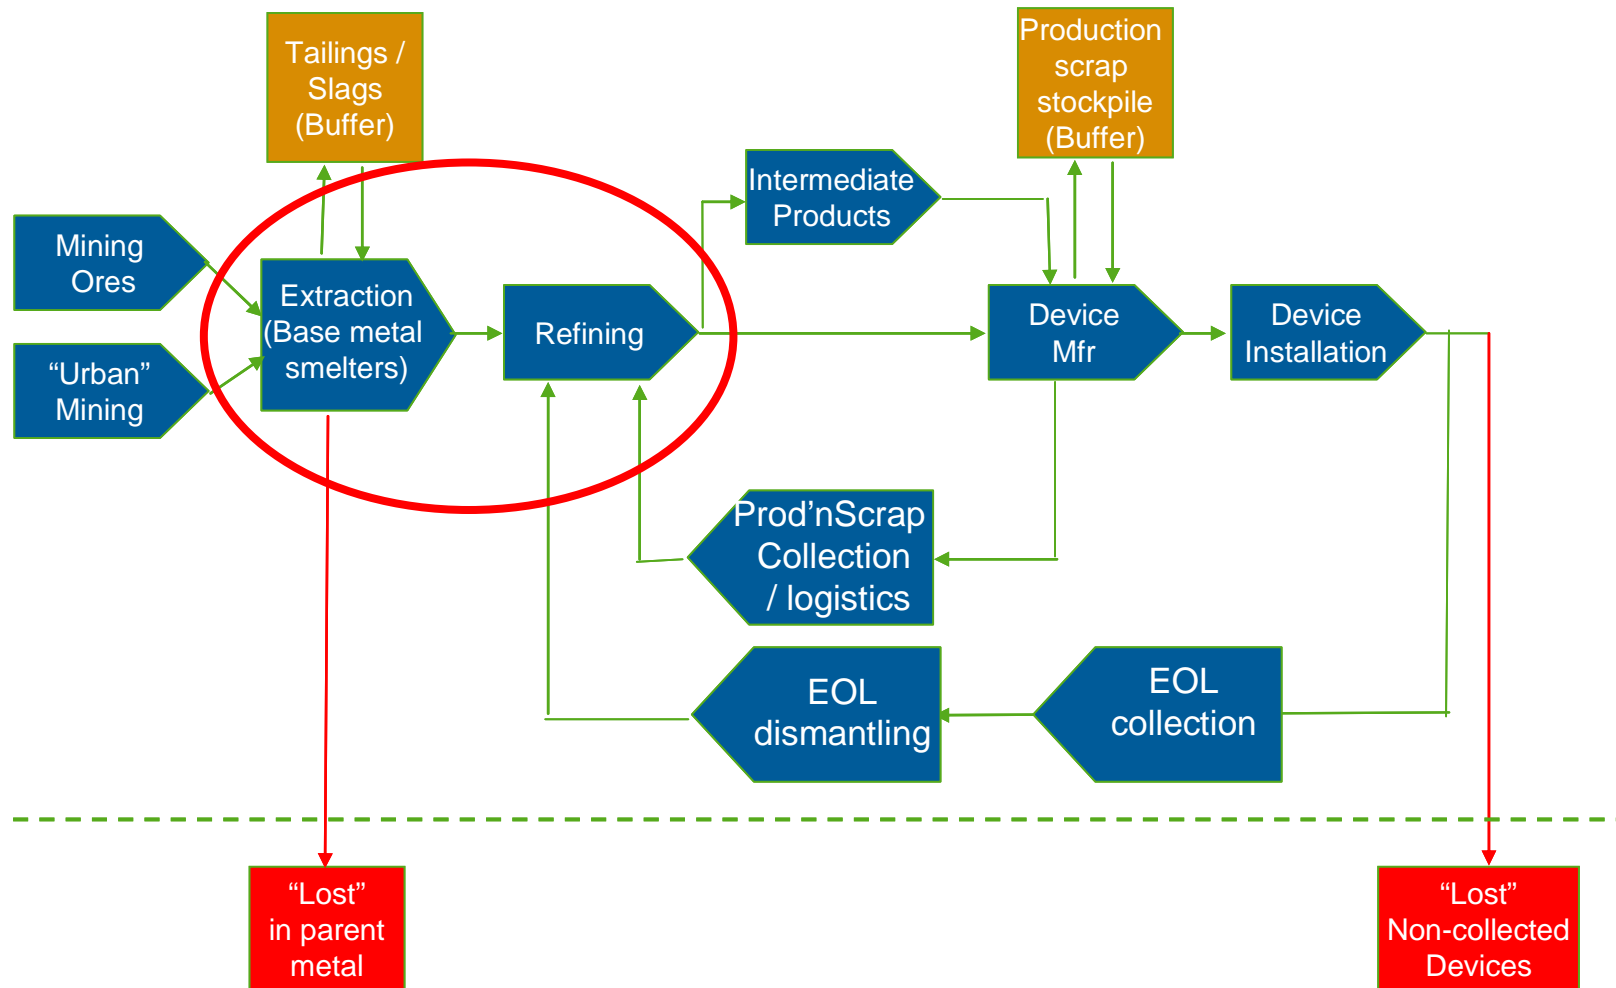 Tailings /
Slags
(Buffer)
Production
scrap
stockpile
(Buffer)
Intermediate
Products
Mining
Ores
Extraction
(Base metal
smelters)
Refining
Device
Mfr
Device
Installation
“Urban”
Mining
Prod’nScrap
Collection
/ logistics
EOL
dismantling
EOL
collection
“Lost”
in parent
metal
“Lost”
Non-collected
Devices